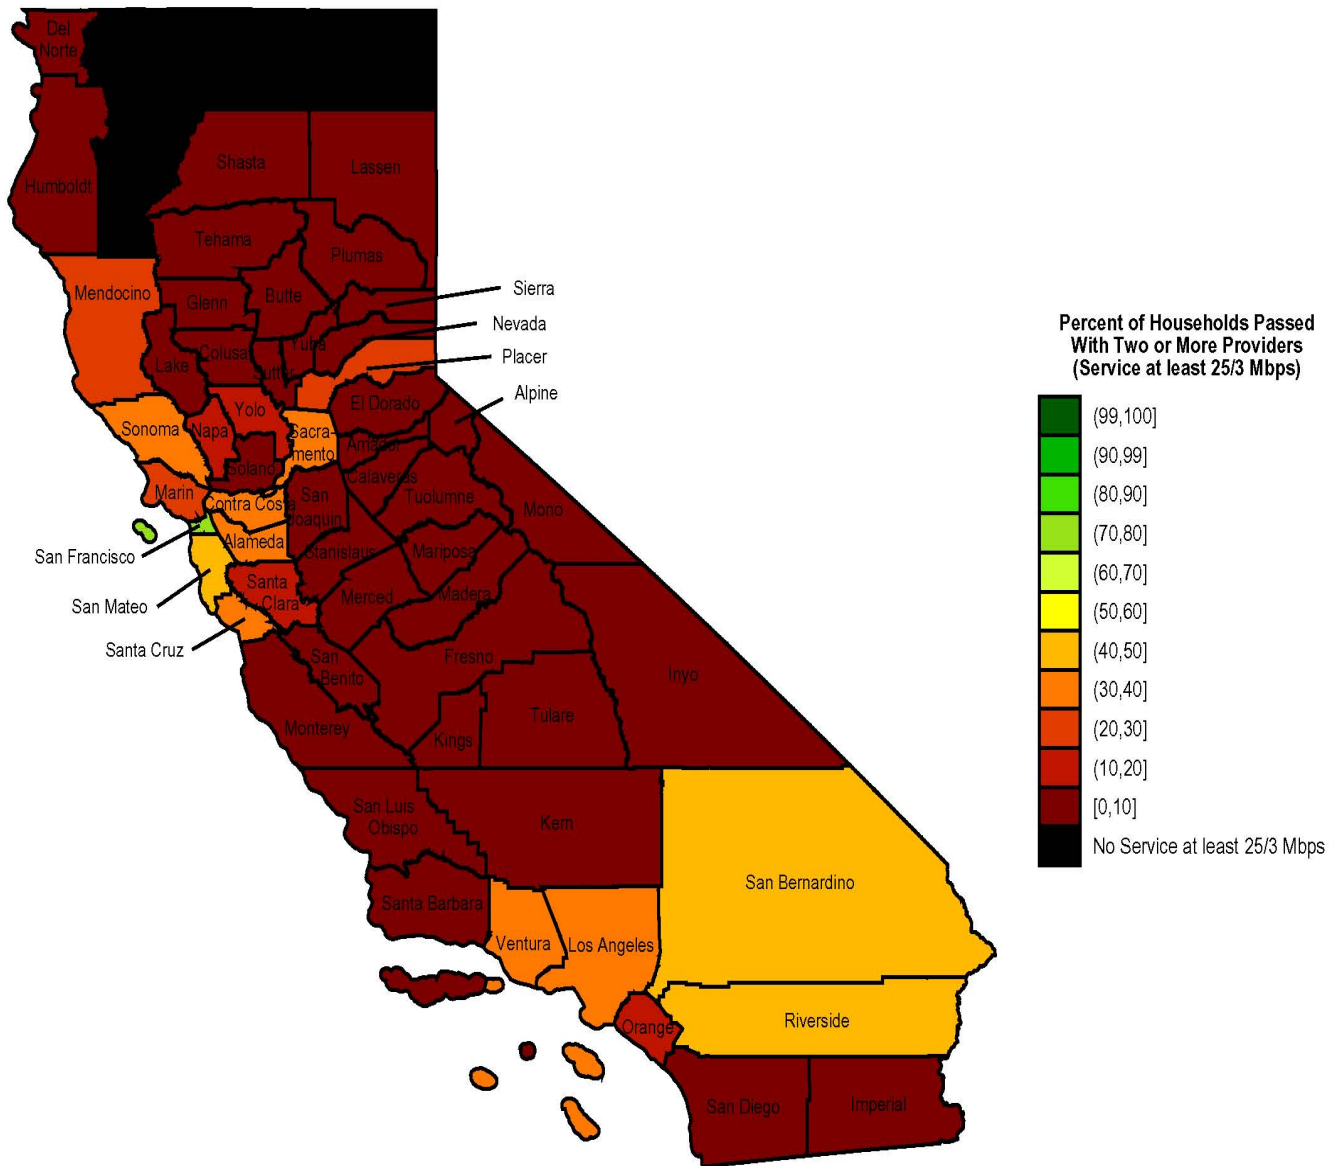 Del
Norte
Humboldt
Shasta
Lassen
Tehama
Plumas
Mendocino
Glenn
Butte
Sierra
Nevada
Placer
Alpine
Lake
Colusa
Yuba
Sutter
El Dorado
Sonoma
Napa
Yolo
Sacra-
mento
Amador
Solano
Calaveras
Marin
Contra Costa
San
Joaquin
Tuolumne
Mono
San Francisco
Alameda
Stanislaus
Mariposa
San Mateo
Santa
Clara
Merced
Madera
Santa Cruz
San
Benito
Fresno
Inyo
Monterey
Kings
Tulare
San Luis
Obispo
Kern
San Bernardino
Santa Barbara
Ventura
Los Angeles
Orange
Riverside
San Diego
Imperial
Percent of Households Passed
With Two or More Providers
(Service at least 25/3 Mbps)
(99,100]
(90,99]
(80,90]
(70,80]
(60,70]
(50,60]
(40,50]
(30,40]
(20,30]
(10,20]
[0,10]
No Service at least 25/3 Mbps